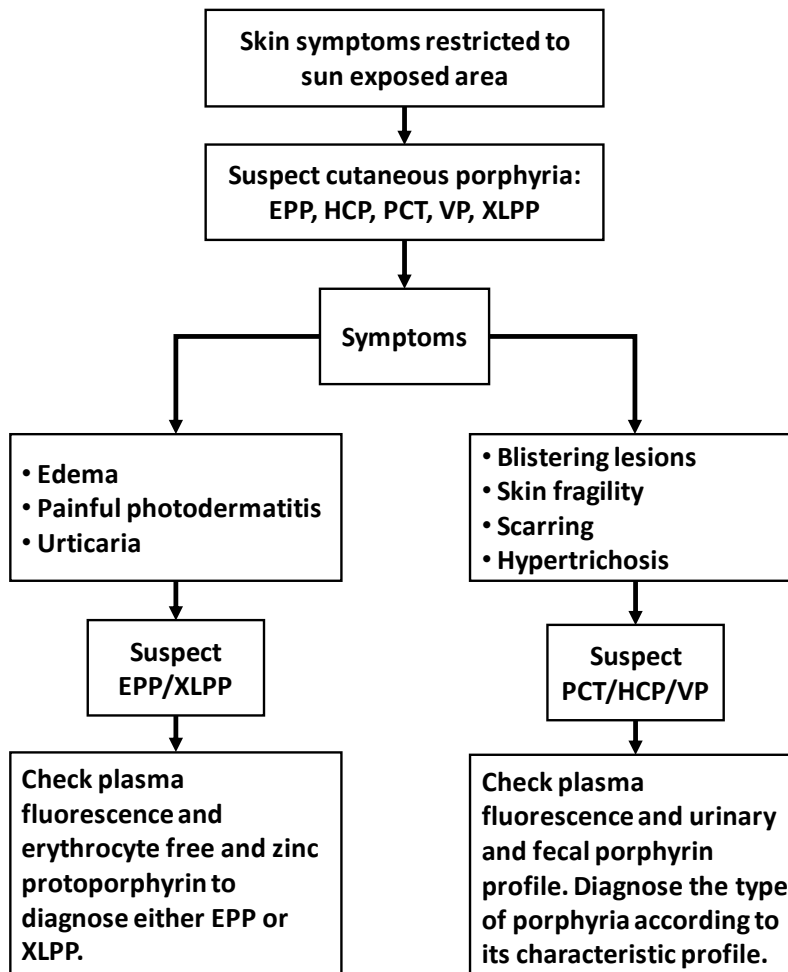 Skin symptoms restricted to
sun exposed area
Suspect cutaneous porphyria:
EPP, HCP, PCT, VP, XLPP
Symptoms
• Edema
• Painful photodermatitis
• Urticaria
• Blistering lesions
• Skin fragility
• Scarring
• Hypertrichosis
Suspect
EPP/XLPP
Suspect
PCT/HCP/VP
Check plasma
fluorescence and
erythrocyte free and zinc
protoporphyrin to
diagnose either EPP or
XLPP.
Check plasma
fluorescence and urinary
and fecal porphyrin
profile. Diagnose the type
of porphyria according to
its characteristic profile.